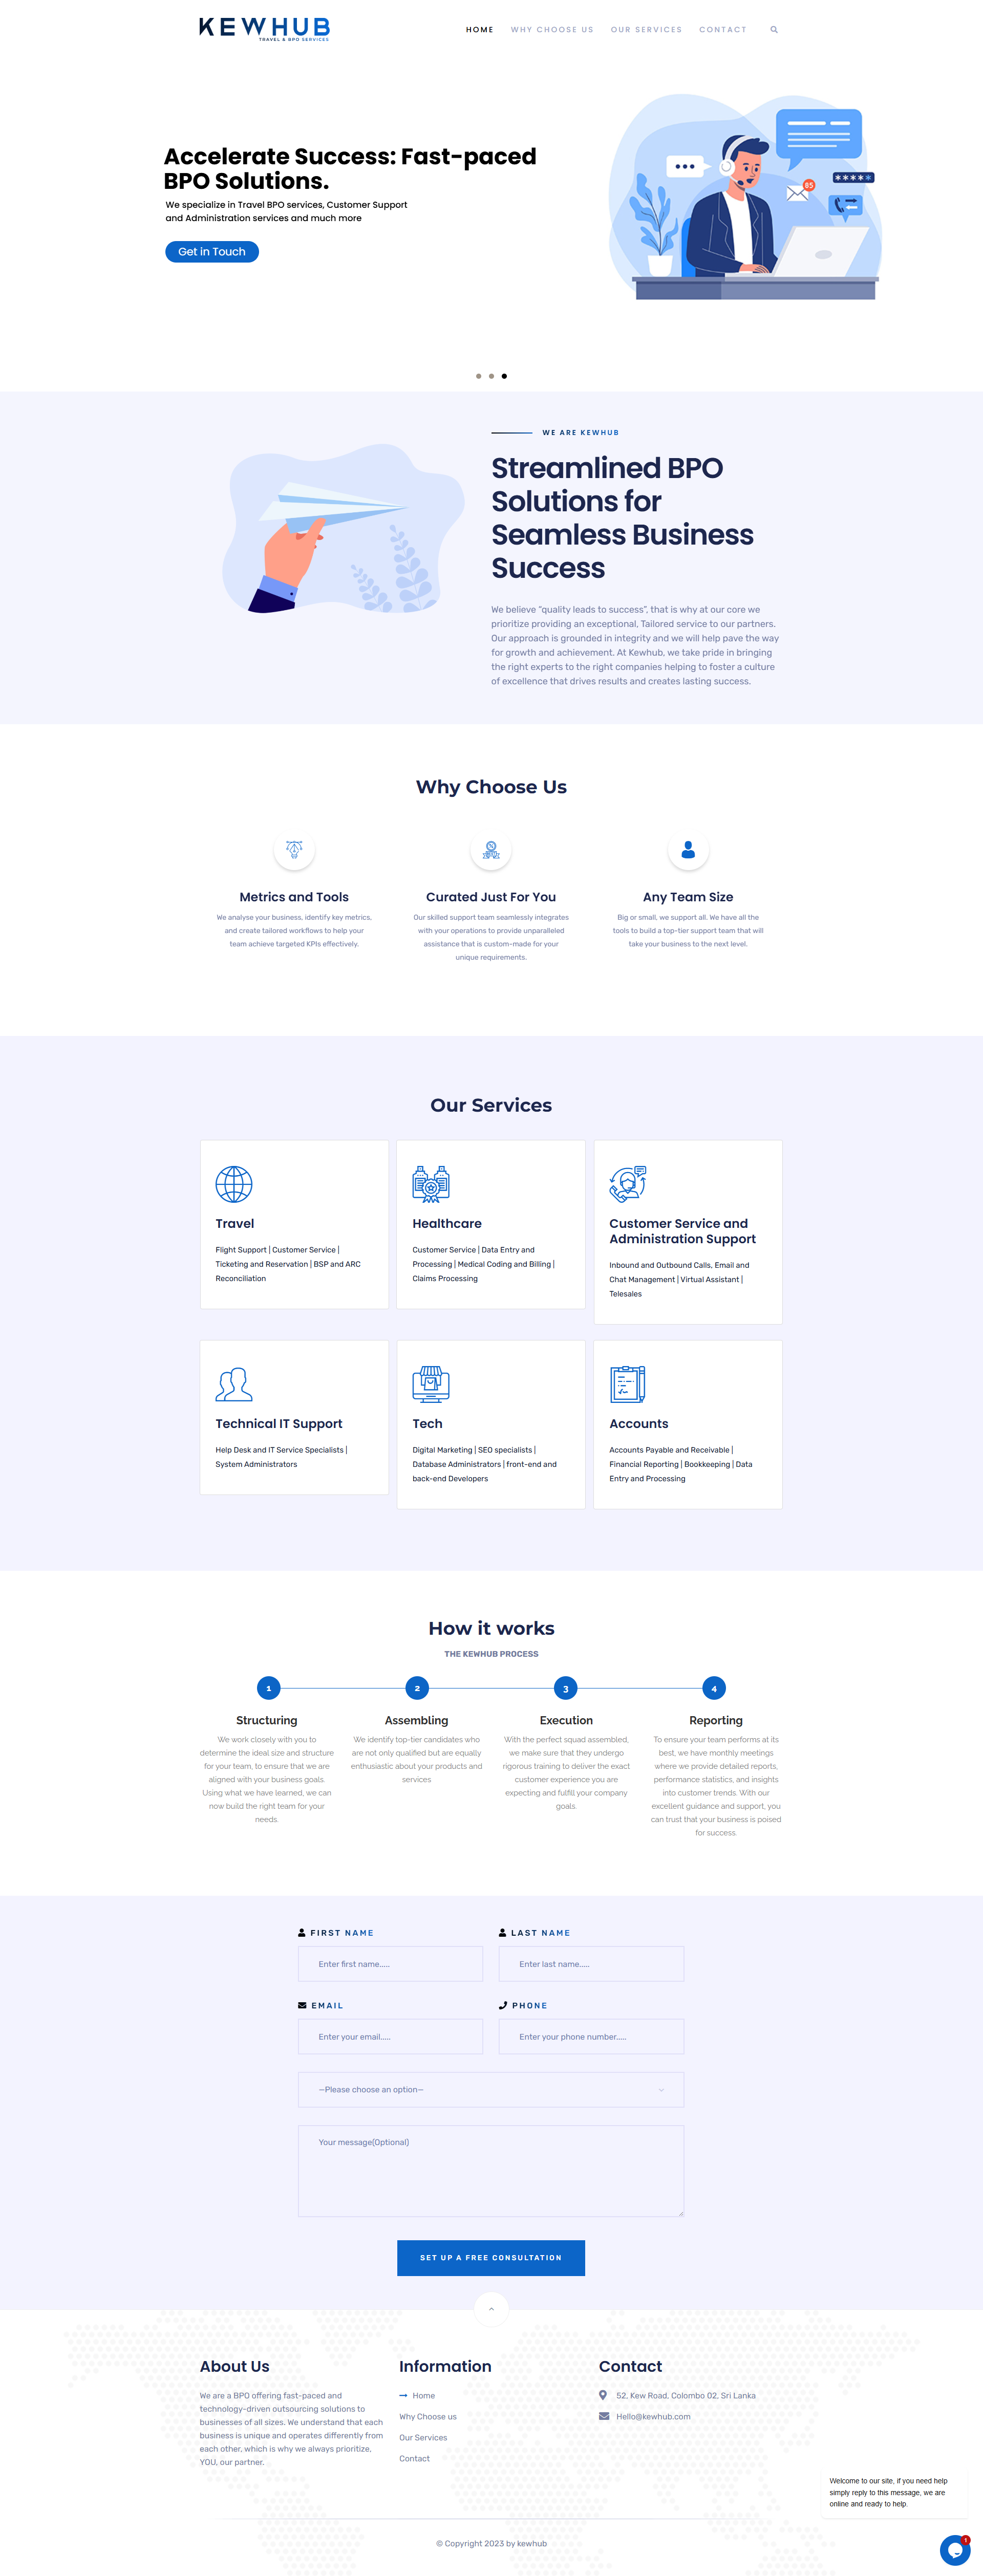 KEWHUB
TRAVEL & BPO SERVICES
HOME
WHY CHOOSE US
OUR SERVICES
CONTACT
Accelerate Success: Fast-paced
BPO Solutions.
We specialize in Travel BPO services, Customer Support
and Administration services and much more
Get in Touch
85
WE ARE KEWHUB
Streamlined BPO
Solutions for
Seamless Business
Success
We believe “quality leads to success”, that is why at our core we
prioritize providing an exceptional, Tailored service to our partners.
Our approach is grounded in integrity and we will help pave the way
for growth and achievement. At Kewhub, we take pride in bringing
the right experts to the right companies helping to foster a culture
of excellence that drives results and creates lasting success.
Why Choose Us
Metrics and Tools
We analyse your business, identify key metrics,
and create tailored workflows to help your
team achieve targeted KPIs effectively.
Curated Just For You
Our skilled support team seamlessly integrates
with your operations to provide unparalleled
assistance that is custom-made for your
unique requirements.
Any Team Size
Big or small, we support all. We have all the
tools to build a top-tier support team that will
take your business to the next level.
Our Services
Travel
Flight Support | Customer Service |
Ticketing and Reservation | BSP and ARC
Reconciliation
Healthcare
Customer Service | Data Entry and
Processing | Medical Coding and Billing |
Claims Processing
Customer Service and
Administration Support
Inbound and Outbound Calls, Email and
Chat Management | Virtual Assistant |
Telesales
Technical IT Support
Help Desk and IT Service Specialists |
System Administrators
Tech
Digital Marketing | SEO specialists |
Database Administrators | front-end and
back-end Developers
Accounts
Accounts Payable and Receivable |
Financial Reporting | Bookkeeping | Data
Entry and Processing
How it works
THE KEWHUB PROCESS
1
2
3
4
Structuring
We work closely with you to
determine the ideal size and structure
for your team, to ensure that we are
aligned with your business goals.
Using what we have learned, we can
now build the right team for your
needs.
Assembling
We identify top-tier candidates who
are not only qualified but are equally
enthusiastic about your products and
services
Execution
With the perfect squad assembled,
we make sure that they undergo
rigorous training to deliver the exact
customer experience you are
expecting and fulfill your company
goals.
Reporting
To ensure your team performs at its
best, we have monthly meetings
where we provide detailed reports,
performance statistics, and insights
into customer trends. With our
excellent guidance and support, you
can trust that your business is poised
for success.
FIRST NAME
LAST NAME
Enter first name.....
Enter last name.....
EMAIL
PHONE
Enter your email.....
Enter your phone number.....
—Please choose an option—
Your message(Optional)
SET UP A FREE CONSULTATION
About Us
We are a BPO offering fast-paced and
technology-driven outsourcing solutions to
businesses of all sizes. We understand that each
business is unique and operates differently from
each other, which is why we always prioritize,
YOU, our partner.
Information
Home
Why Choose us
Our Services
Contact
Contact
52, Kew Road, Colombo 02, Sri Lanka
Hello@kewhub.com
Welcome to our site, if you need help
simply reply to this message, we are
online and ready to help.
1
© Copyright 2023 by kewhub